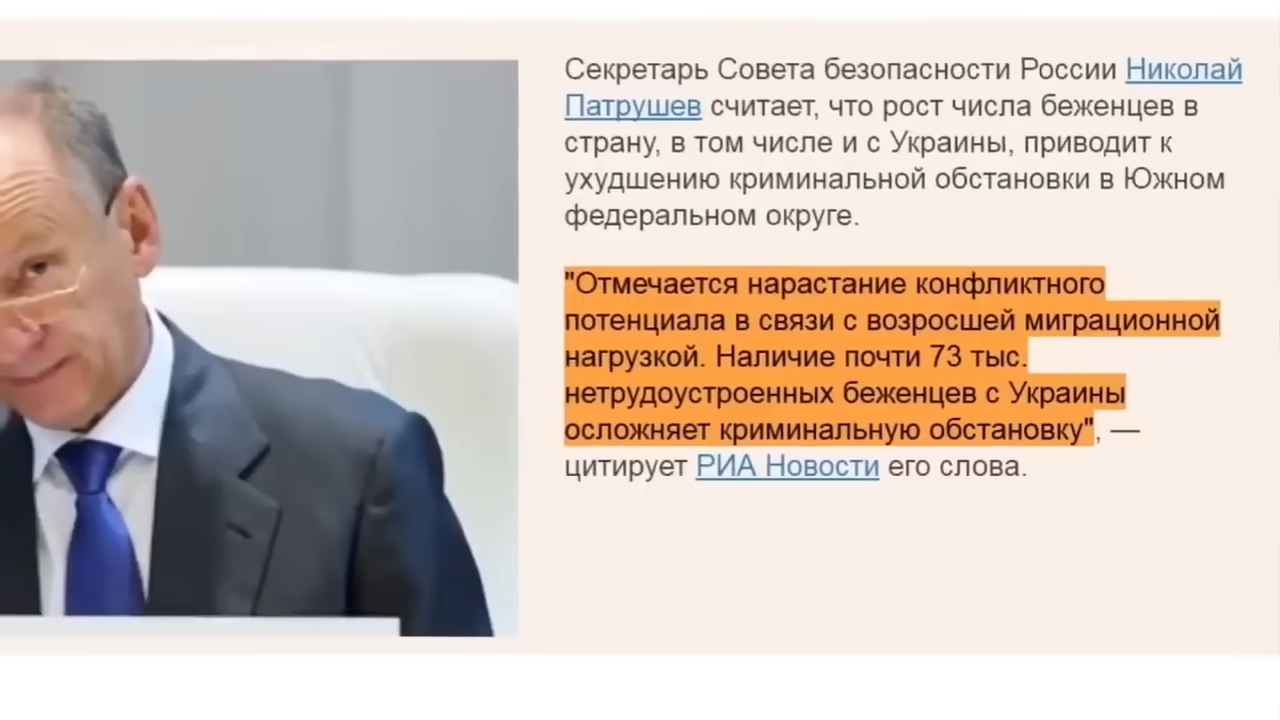 Секретарь Совета безопасности России Николай
Патрушев считает, что рост числа беженцев в
страну, в том числе и с Украины, приводит к
ухудшению криминальной обстановки в Южном
федеральном округе.
"Отмечается нарастание конфликтного
потенциала в связи с возросшей миграционной
нагрузкой. Наличие почти 73 тыс.
нетрудоустроенных беженцев с Украины
осложняет криминальную обстановку", —
цитирует РИА Новости его слова.